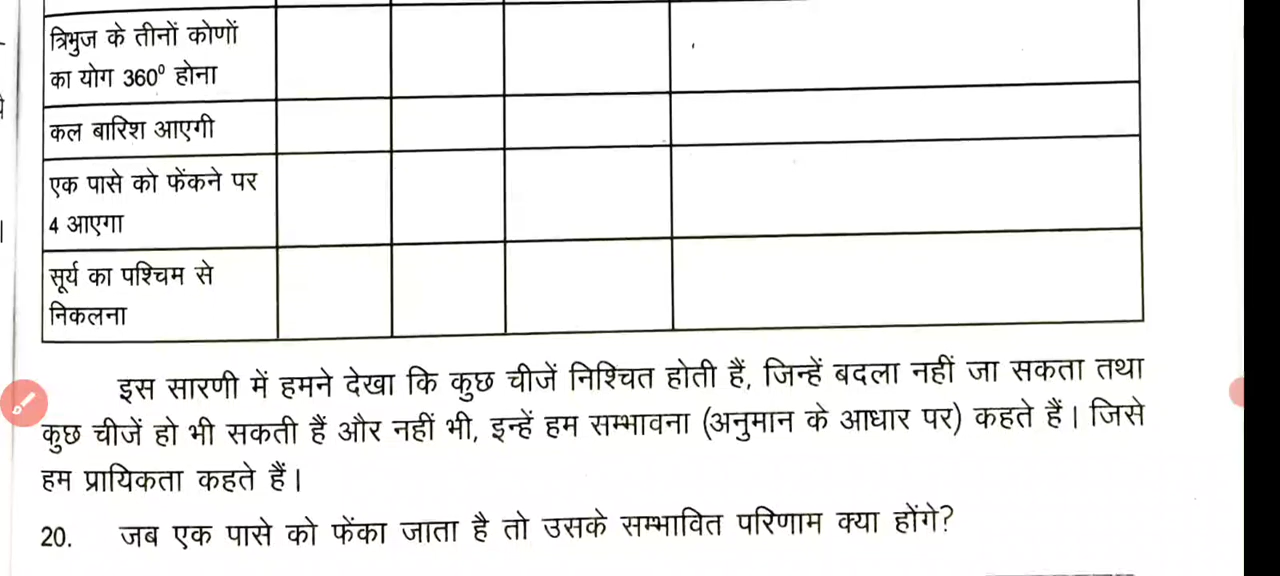 त्रिभुज के तीनों कोणों
का योग 360⁰ होना
कल बारिश आएगी
एक पासे को फेंकने पर
4 आएगा
सूर्य का पश्चिम से
निकलना
इस सारणी में हमने देखा कि कुछ चीजें निश्चित होती हैं, जिन्हें बदला नहीं जा सकता तथा
कुछ चीजें हो भी सकती हैं और नहीं भी, इन्हें हम सम्भावना (अनुमान के आधार पर) कहते हैं। जिसे
हम प्रायिकता कहते हैं।
20. जब एक पासे को फेंका जाता है तो उसके सम्भावित परिणाम क्या होंगे?